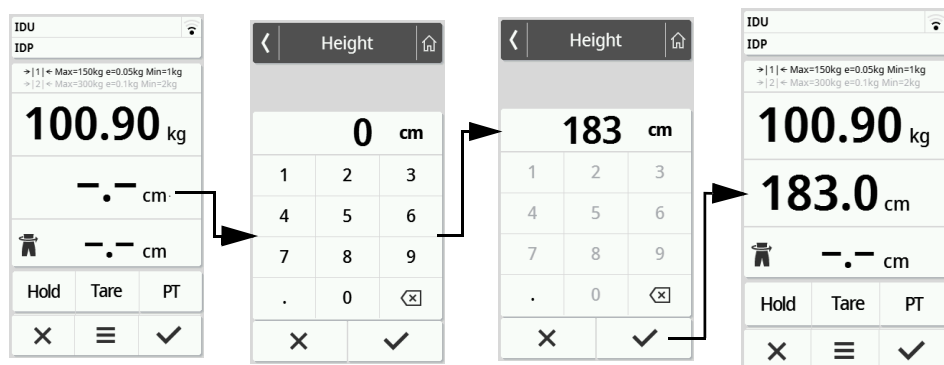 IDU
IDP
→|1|← Max=150kg e=0.05kg Min=1kg
→|2|← Max=300kg e=0.1kg Min=2kg
100.90 kg
–.– cm
–.– cm
Hold Tare PT
Height
0 cm
1 2 3
4 5 6
7 8 9
. 0
Height
183 cm
1 2 3
4 5 6
7 8 9
. 0
IDU
IDP
→|1|← Max=150kg e=0.05kg Min=1kg
→|2|← Max=300kg e=0.1kg Min=2kg
100.90 kg
183.0 cm
–.– cm
Hold Tare PT